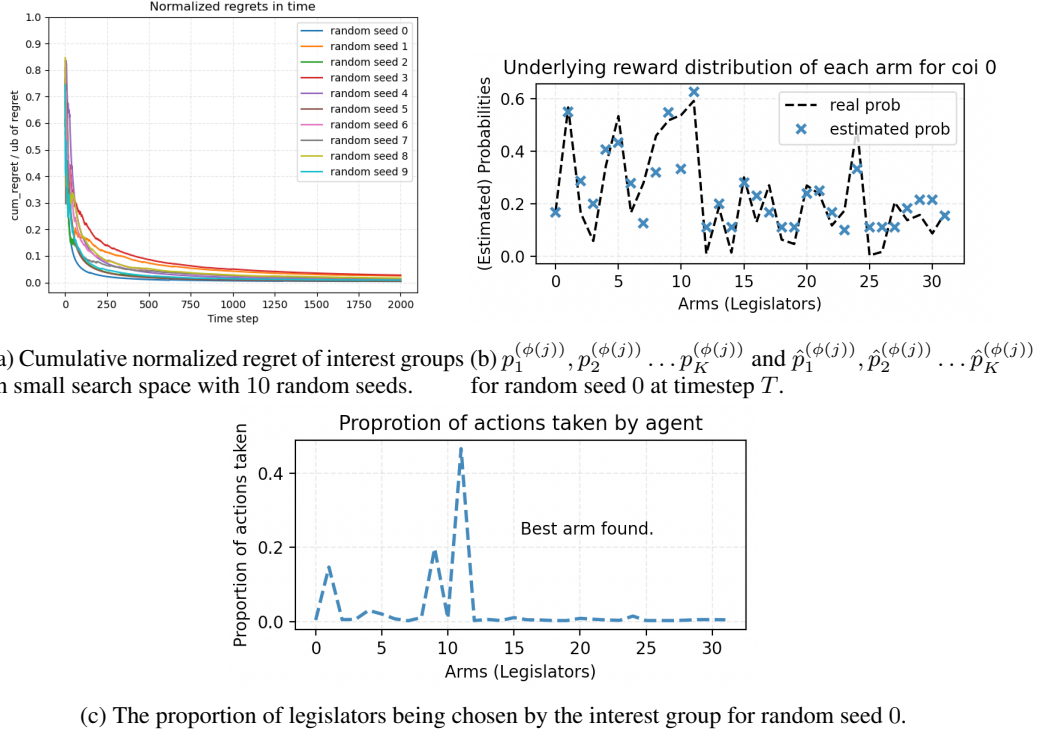 Normalized regrets in time
cum_regret / ub of regret
1.0
0.9
0.8
0.7
0.6
0.5
0.4
0.3
0.2
0.1
0.0
0 250 500 750 1000 1250 1500 1750 2000
Time step
random seed 0
random seed 1
random seed 2
random seed 3
random seed 4
random seed 5
random seed 6
random seed 7
random seed 8
random seed 9
Underlying reward distribution of each arm for coi 0
(Estimated) Probabilities
0.6
0.4
0.2
0.0
real prob
estimated prob
0 5 10 15 20 25 30
Arms (Legislators)
a) Cumulative normalized regret of interest groups
n small search space with 10 random seeds.
(b) $p_1^{(\phi(j))}, p_2^{(\phi(j))} \ldots p_K^{(\phi(j))}$ and $\hat{p}_1^{(\phi(j))}, \hat{p}_2^{(\phi(j))} \ldots \hat{p}_K^{(\phi(j))}$
for random seed 0 at timestep $T$.
Proprotion of actions taken by agent
Proportion of actions taken
0.4
0.2
0.0
Best arm found.
0 5 10 15 20 25 30
Arms (Legislators)
(c) The proportion of legislators being chosen by the interest group for random seed 0.